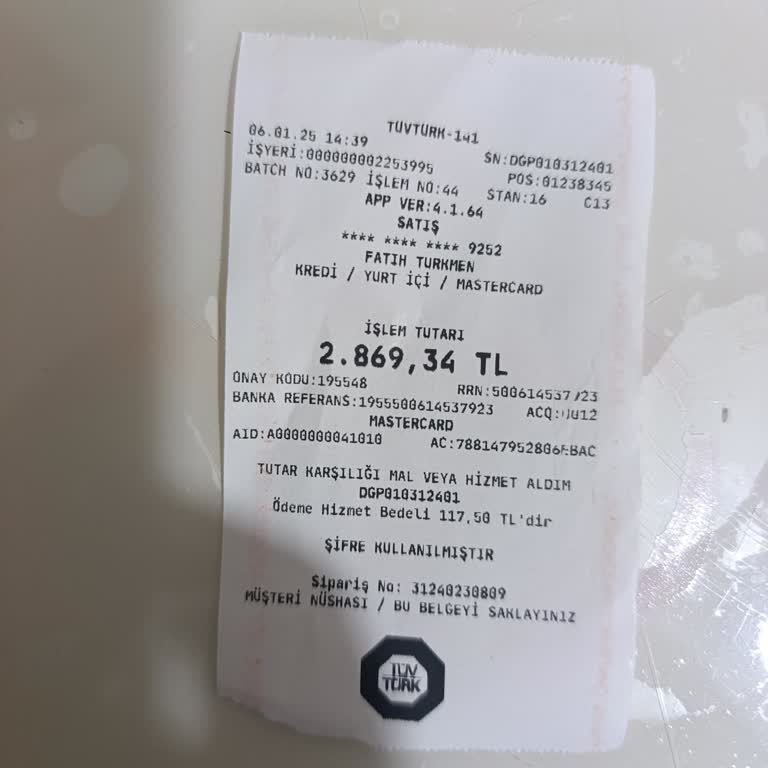 TÜVTÜRK-141
06.01.25 14:39 SN:DGP010312401
İŞYERİ:000000002253995 POS:01238345
BATCH NO:3629 İŞLEM NO:44 STAN:16 C13
APP VER:4.1.64
SATIŞ
**** **** **** 9252
FATIH TURKMEN
KREDİ / YURT İÇİ / MASTERCARD
İŞLEM TUTARI
2.869,34 TL
ONAY KODU:195548
BANKA REFERANS:1955500614537923
MASTERCARD
AID:A0000000041010
TUTAR KARŞILIĞI MAL VEYA HİZMET ALDIM
DGP010312401
Ödeme Hizmet Bedeli 117,50 TL'dir
ŞİFRE KULLANILMIŞTIR
Sipariş No: 31240230809
MÜŞTERİ NÜSHASI / BU BELGEYİ SAKLAYINIZ
TÜV
TÜRK